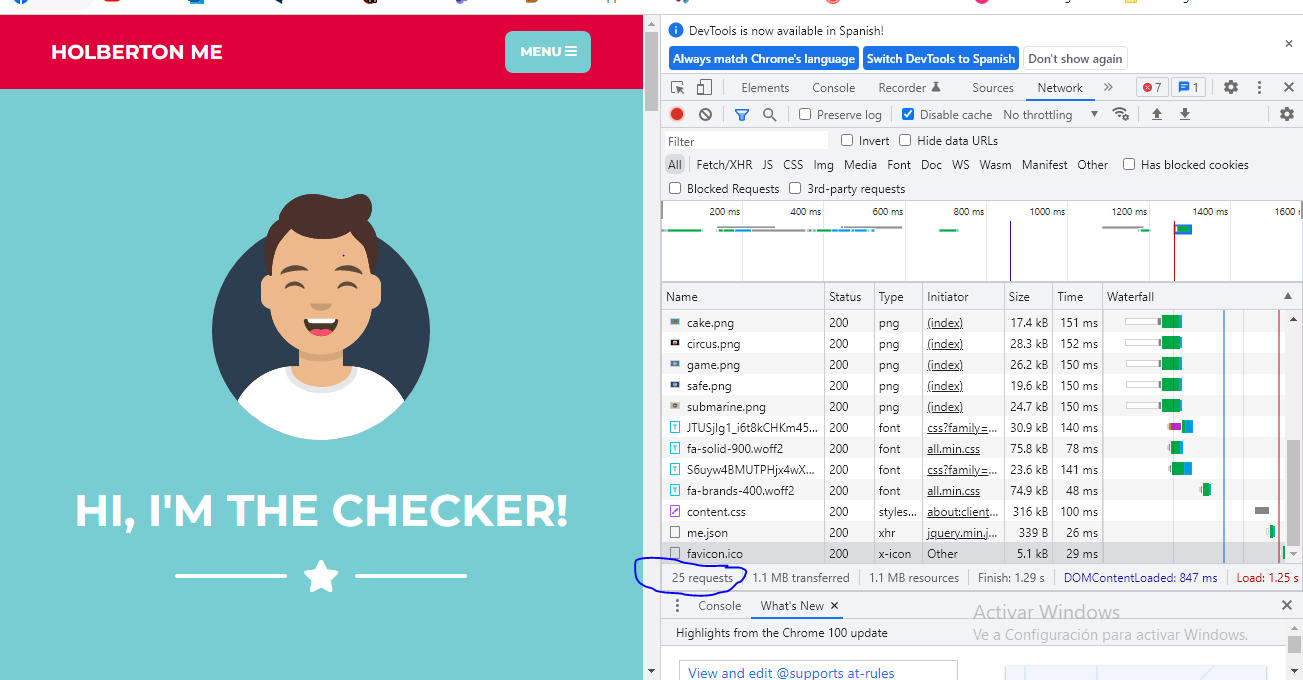 DevTools is now available in Spanish!
HOLBERTON ME
MENU
Always match Chrome's language Switch DevTools to Spanish Don't show again
Elements Console Recorder Sources Network 7 1
Preserve log Disable cache No throttling
Filter Invert Hide data URLs
All Fetch/XHR JS CSS Img Media Font Doc WS Wasm Manifest Other Has blocked cookies
Blocked Requests 3rd-party requests
200 ms 400 ms 600 ms 800 ms 1000 ms 1200 ms 1400 ms 1600
Name Status Type Initiator Size Time Waterfall
cake.png 200 png (index) 17.4 kB 151 ms
circus.png 200 png (index) 28.3 kB 152 ms
game.png 200 png (index) 26.2 kB 150 ms
safe.png 200 png (index) 19.6 kB 150 ms
submarine.png 200 png (index) 24.7 kB 150 ms
JTUSjIg1_i6t8kCHKm45... 200 font css?family=... 30.9 kB 140 ms
fa-solid-900.woff2 200 font all.min.css 75.8 kB 78 ms
S6uyw4BMUTPHjx4wX... 200 font css?family=... 23.6 kB 141 ms
fa-brands-400.woff2 200 font all.min.css 74.9 kB 48 ms
content.css 200 styles... about:client... 316 kB 100 ms
me.json 200 xhr jquery.min.j... 339 B 26 ms
favicon.ico 200 x-icon Other 5.1 kB 29 ms
HI, I'M THE CHECKER!
25 requests 1.1 MB transferred 1.1 MB resources Finish: 1.29 s DOMContentLoaded: 847 ms Load: 1.25 s
Console What's New
Activar Windows
Ve a Configuración para activar Windows.
Highlights from the Chrome 100 update
View and edit @supports at-rules